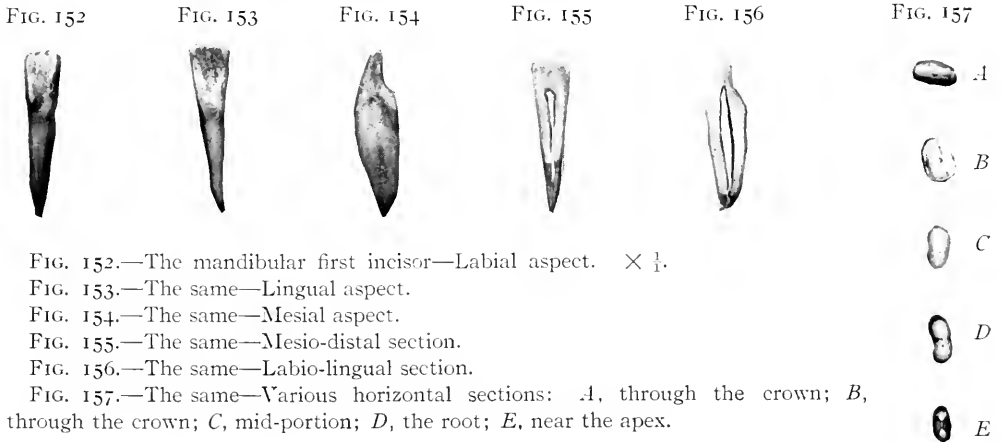 FIG. 152 FIG. 153 FIG. 154 FIG. 155 FIG. 156 FIG. 157
A
B
C
D
E
FIG. 152.—The mandibular first incisor—Labial aspect. × 1/1.
FIG. 153.—The same—Lingual aspect.
FIG. 154.—The same—Mesial aspect.
FIG. 155.—The same—Mesio-distal section.
FIG. 156.—The same—Labio-lingual section.
FIG. 157.—The same—Various horizontal sections: A, through the crown; B,
through the crown; C, mid-portion; D, the root; E, near the apex.